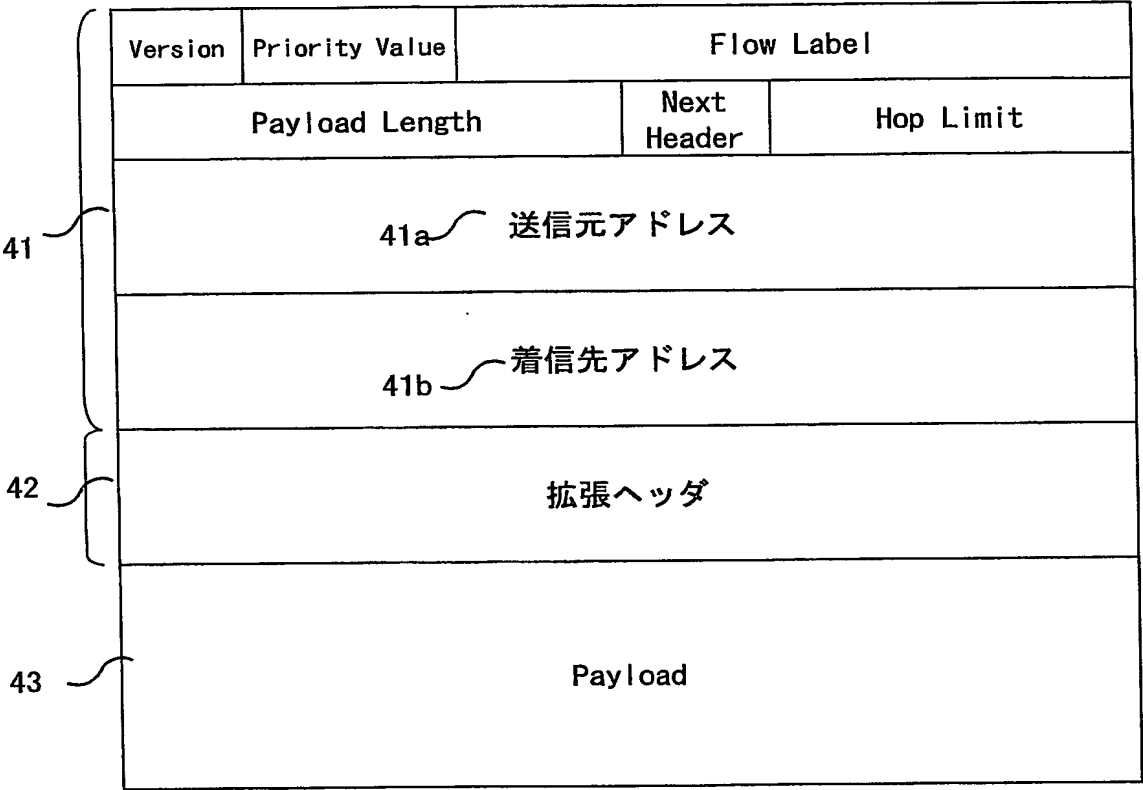 Version Priority Value Flow Label
Payload Length Next Header Hop Limit
41 41a 送信元アドレス
41b 着信先アドレス
42 拡張ヘッダ
43 Payload